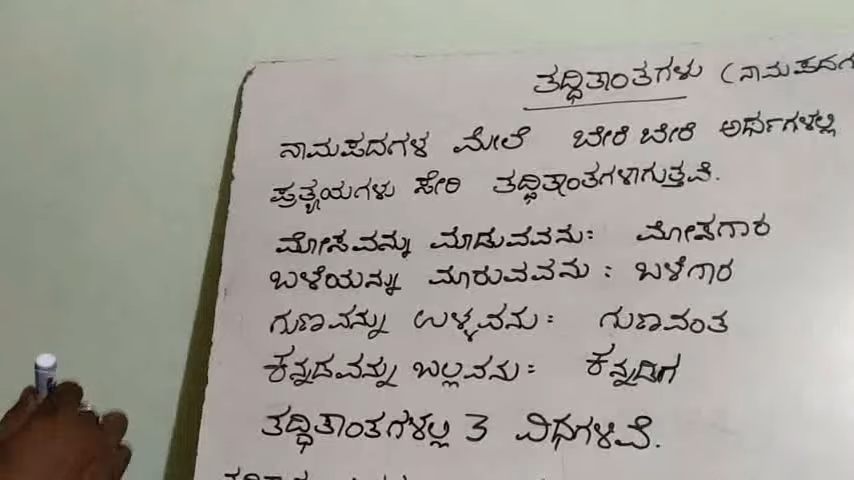 ತದ್ಧಿತಾಂತಗಳು (ನಾಮಪದಗ
ನಾಮಪದಗಳ ಮೇಲೆ ಬೇರೆ ಬೇರೆ ಅರ್ಥಗಳಲ್ಲಿ
ಪ್ರತ್ಯಯಗಳು ಸೇರಿ ತದ್ಧಿತಾಂತಗಳಾಗುತ್ತವೆ.
ಮೋಸವನ್ನು ಮಾಡುವವನು: ಮೋಸಗಾರ
ಬಳೆಯನ್ನು ಮಾರುವವನು : ಬಳೆಗಾರ
ಗುಣವನ್ನು ಉಳ್ಳವನು: ಗುಣವಂತ
ಕನ್ನಡವನ್ನು ಬಲ್ಲವನು: ಕನ್ನಡಿಗ
ತದ್ಧಿತಾಂತಗಳಲ್ಲಿ 3 ವಿಧಗಳಿವೆ.